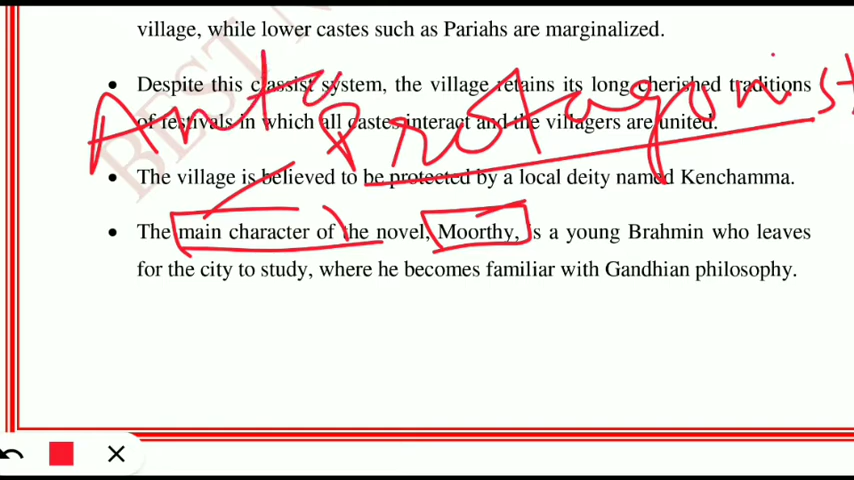 village, while lower castes such as Pariahs are marginalized.
• Despite this classist system, the village retains its long cherished traditions
of festivals in which all castes interact and the villagers are united.
• The village is believed to be protected by a local deity named Kenchamma.
• The main character of the novel, Moorthy, is a young Brahmin who leaves
for the city to study, where he becomes familiar with Gandhian philosophy.